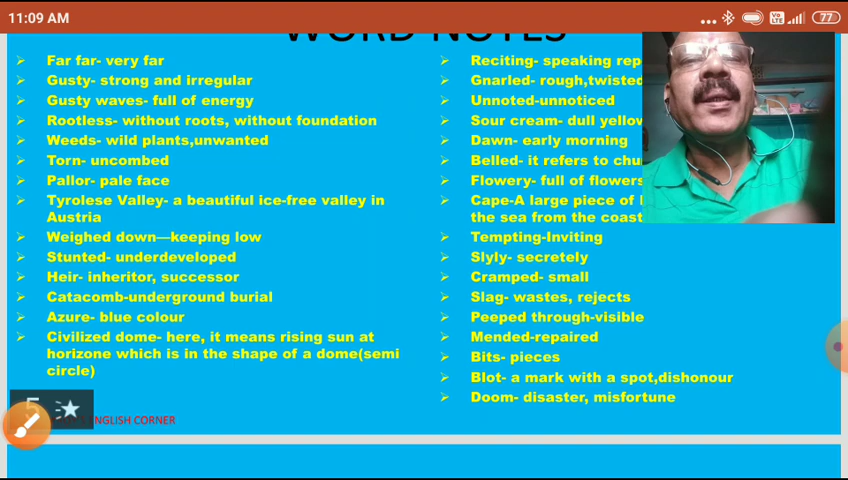 11:09 AM
Vo LTE
77
WORD NOTES
Far far- very far
Gusty- strong and irregular
Gusty waves- full of energy
Rootless- without roots, without foundation
Weeds- wild plants,unwanted
Torn- uncombed
Pallor- pale face
Tyrolese Valley- a beautiful ice-free valley in
Austria
Weighed down—keeping low
Stunted- underdeveloped
Heir- inheritor, successor
Catacomb-underground burial
Azure- blue colour
Civilized dome- here, it means rising sun at
horizone which is in the shape of a dome(semi
circle)
Reciting- speaking
Gnarled- rough,twisted
Unnoted-unnoticed
Sour cream- dull
Dawn- early morning
Belled- it refers to
Flowery- full of flowers
Cape-A large piece of
the sea from the coast
Tempting-Inviting
Slyly- secretely
Cramped- small
Slag- wastes, rejects
Peeped through-visible
Mended-repaired
Bits- pieces
Blot- a mark with a spot,dishonour
Doom- disaster, misfortune
5
ENGLISH CORNER